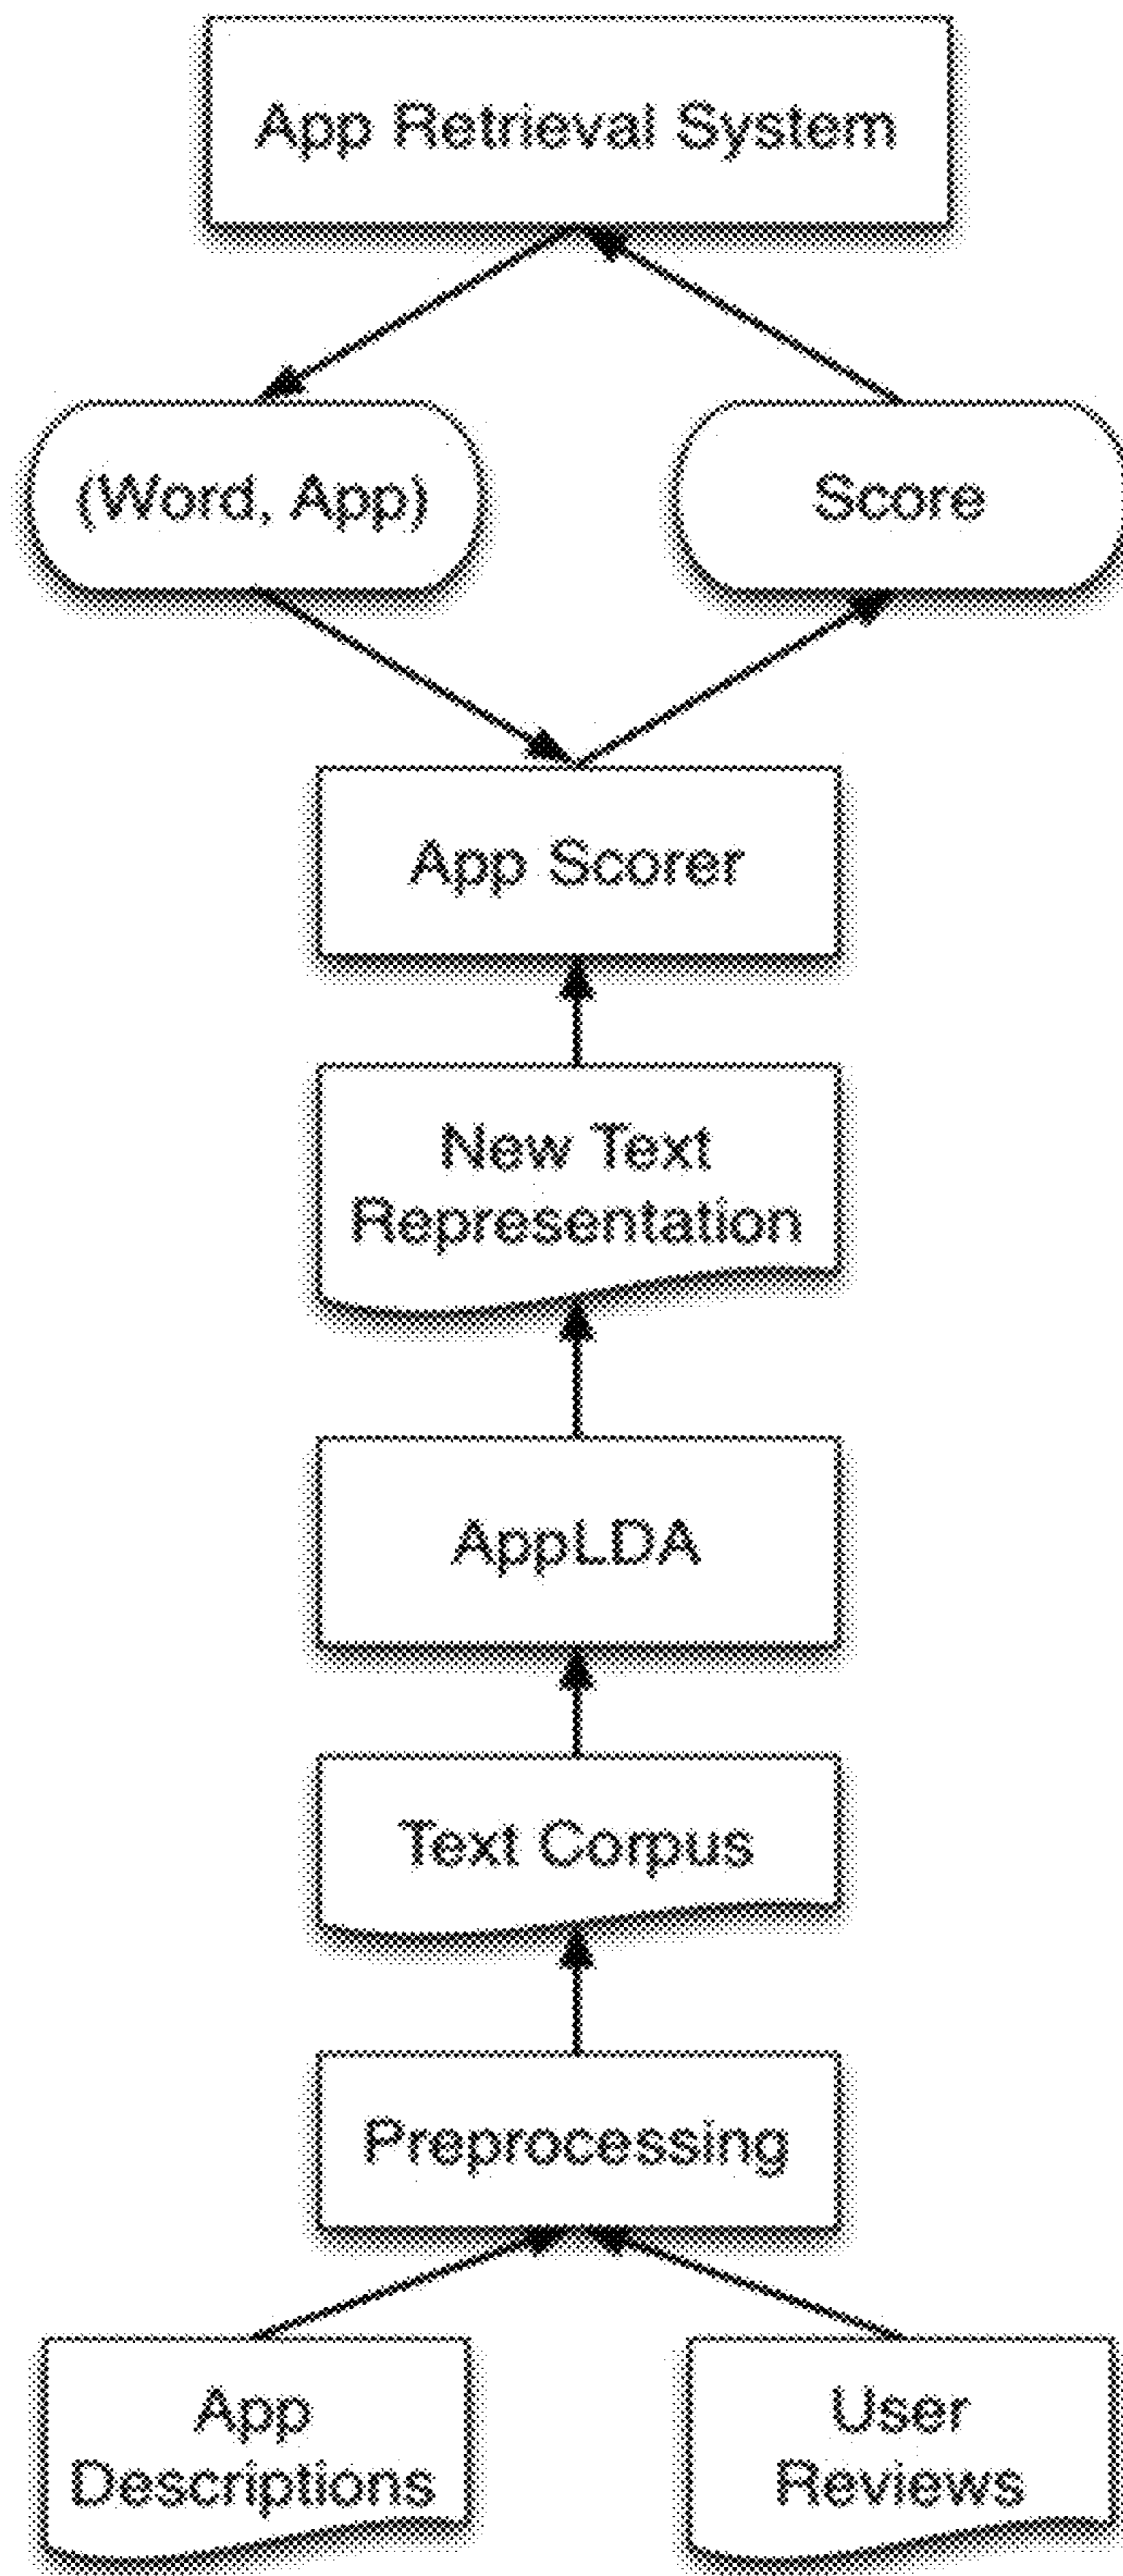 App Retrieval System
(Word, App)
Score
App Scorer
New Text
Representation
AppLDA
Text Corpus
Preprocessing
App
Descriptions
User
Reviews